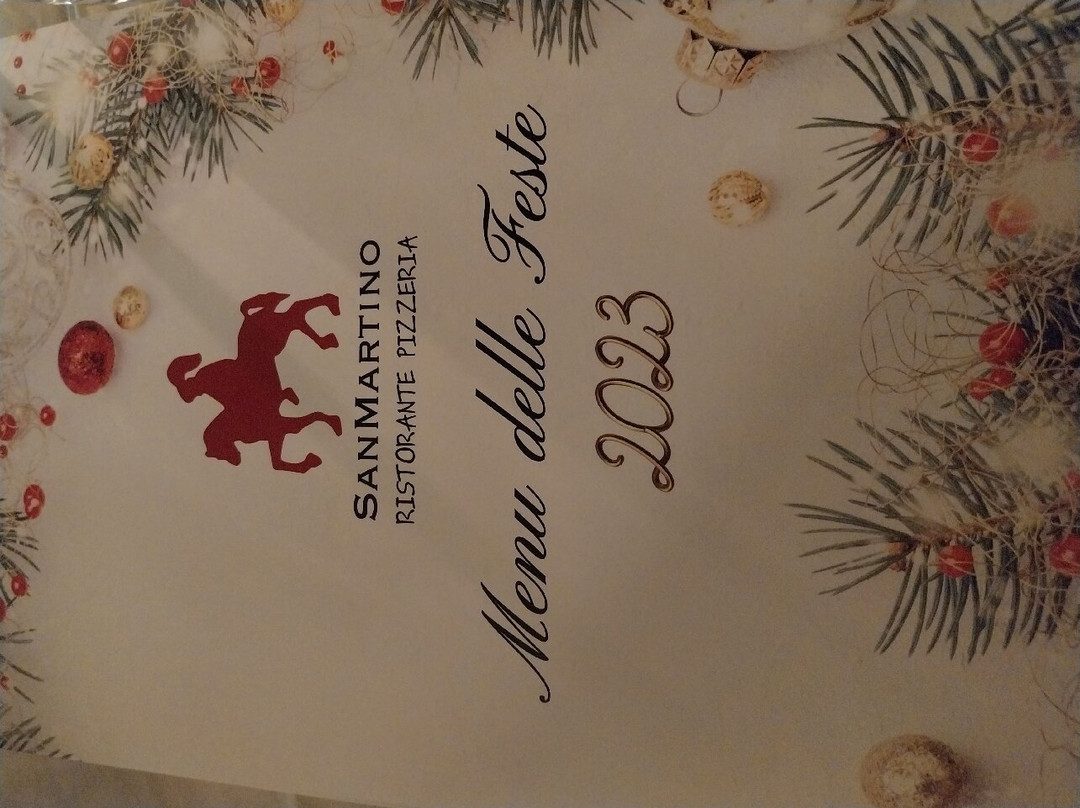 SANMARTINO
RISTORANTE PIZZERIA
Menu delle Feste
2023